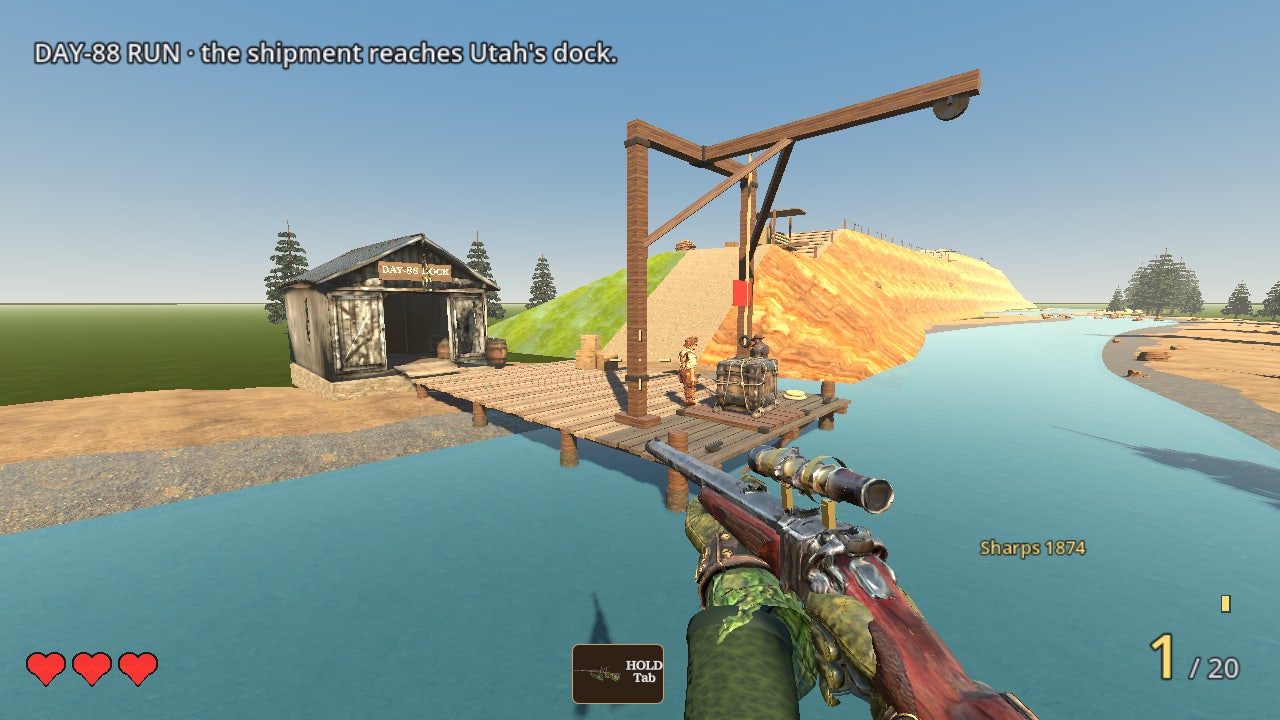 DAY-88 RUN · the shipment reaches Utah's dock.
DAY-88 DOCK
Sharps 1874
HOLD
Tab
1 / 20